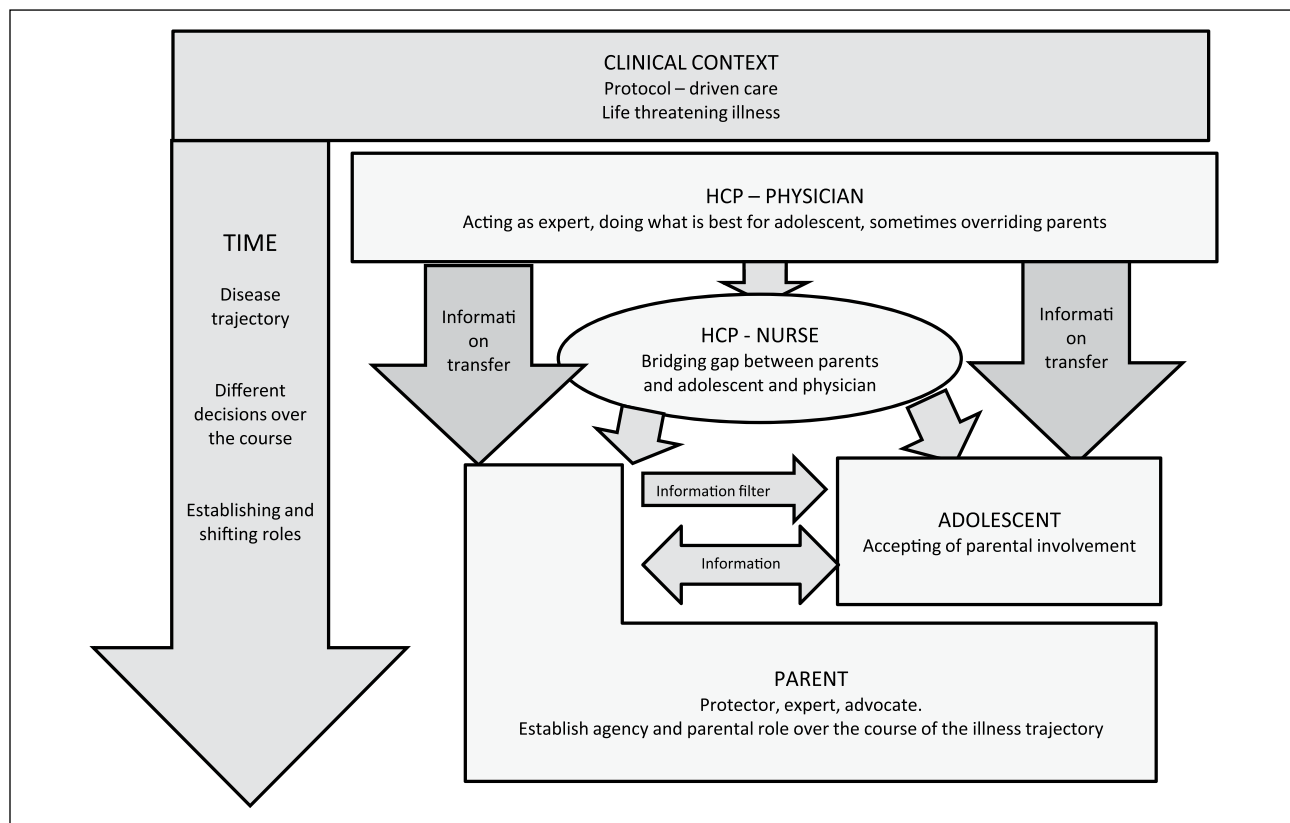 CLINICAL CONTEXT
Protocol – driven care
Life threatening illness
HCP – PHYSICIAN
Acting as expert, doing what is best for adolescent, sometimes overriding parents
TIME
Disease
trajectory
Different
decisions over
the course
Establishing and
shifting roles
Informati
on
transfer
HCP - NURSE
Bridging gap between parents
and adolescent and physician
Informati
on
transfer
Information filter
Information
ADOLESCENT
Accepting of parental involvement
PARENT
Protector, expert, advocate.
Establish agency and parental role over the course of the illness trajectory